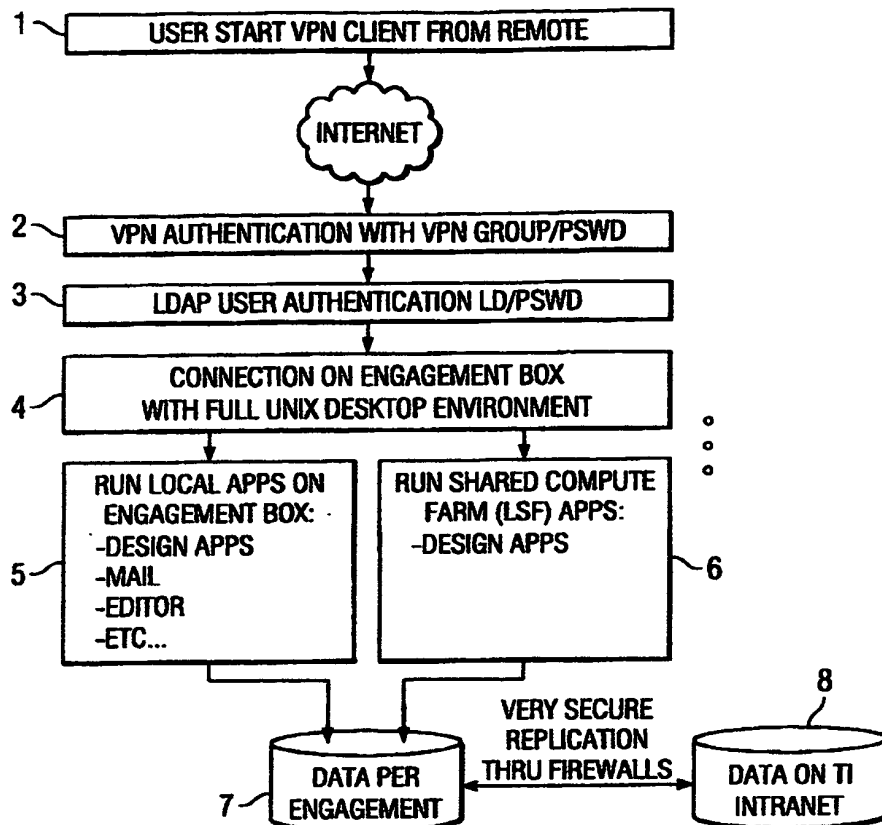 1 USER START VPN CLIENT FROM REMOTE
INTERNET
2 VPN AUTHENTICATION WITH VPN GROUP/PSWD
3 LDAP USER AUTHENTICATION LD/PSWD
4
CONNECTION ON ENGAGEMENT BOX
WITH FULL UNIX DESKTOP ENVIRONMENT
5
RUN LOCAL APPS ON
ENGAGEMENT BOX:
-DESIGN APPS
-MAIL
-EDITOR
-ETC...
RUN SHARED COMPUTE
FARM (LSF) APPS:
-DESIGN APPS
6
7
DATA PER
ENGAGEMENT
VERY SECURE
REPLICATION
THRU FIREWALLS
8
DATA ON TI
INTRANET